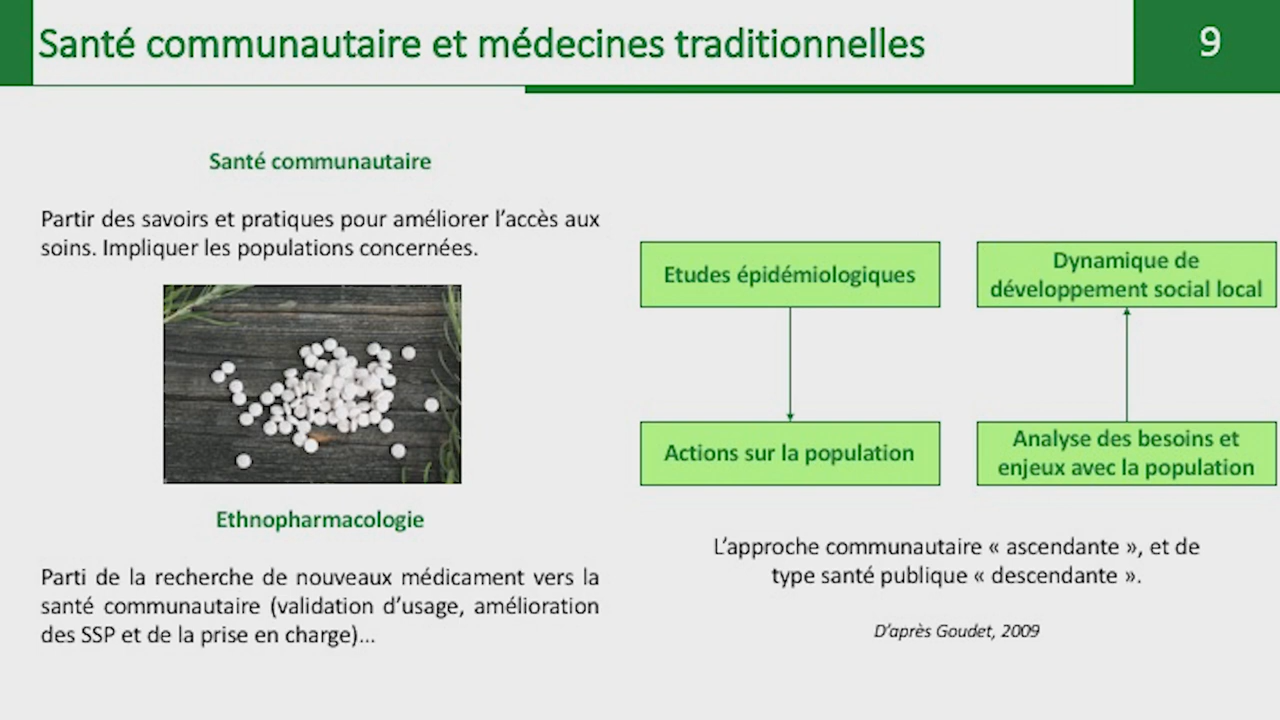 Santé communautaire et médecines traditionnelles
9
Santé communautaire
Partir des savoirs et pratiques pour améliorer l'accès aux
soins. Impliquer les populations concernées.
Ethnopharmacologie
Parti de la recherche de nouveaux médicament vers la
santé communautaire (validation d'usage, amélioration
des SSP et de la prise en charge)...
Etudes épidémiologiques
Actions sur la population
Dynamique de
développement social local
Analyse des besoins et
enjeux avec la population
L'approche communautaire « ascendante », et de
type santé publique « descendante ».
D'après Goudet, 2009